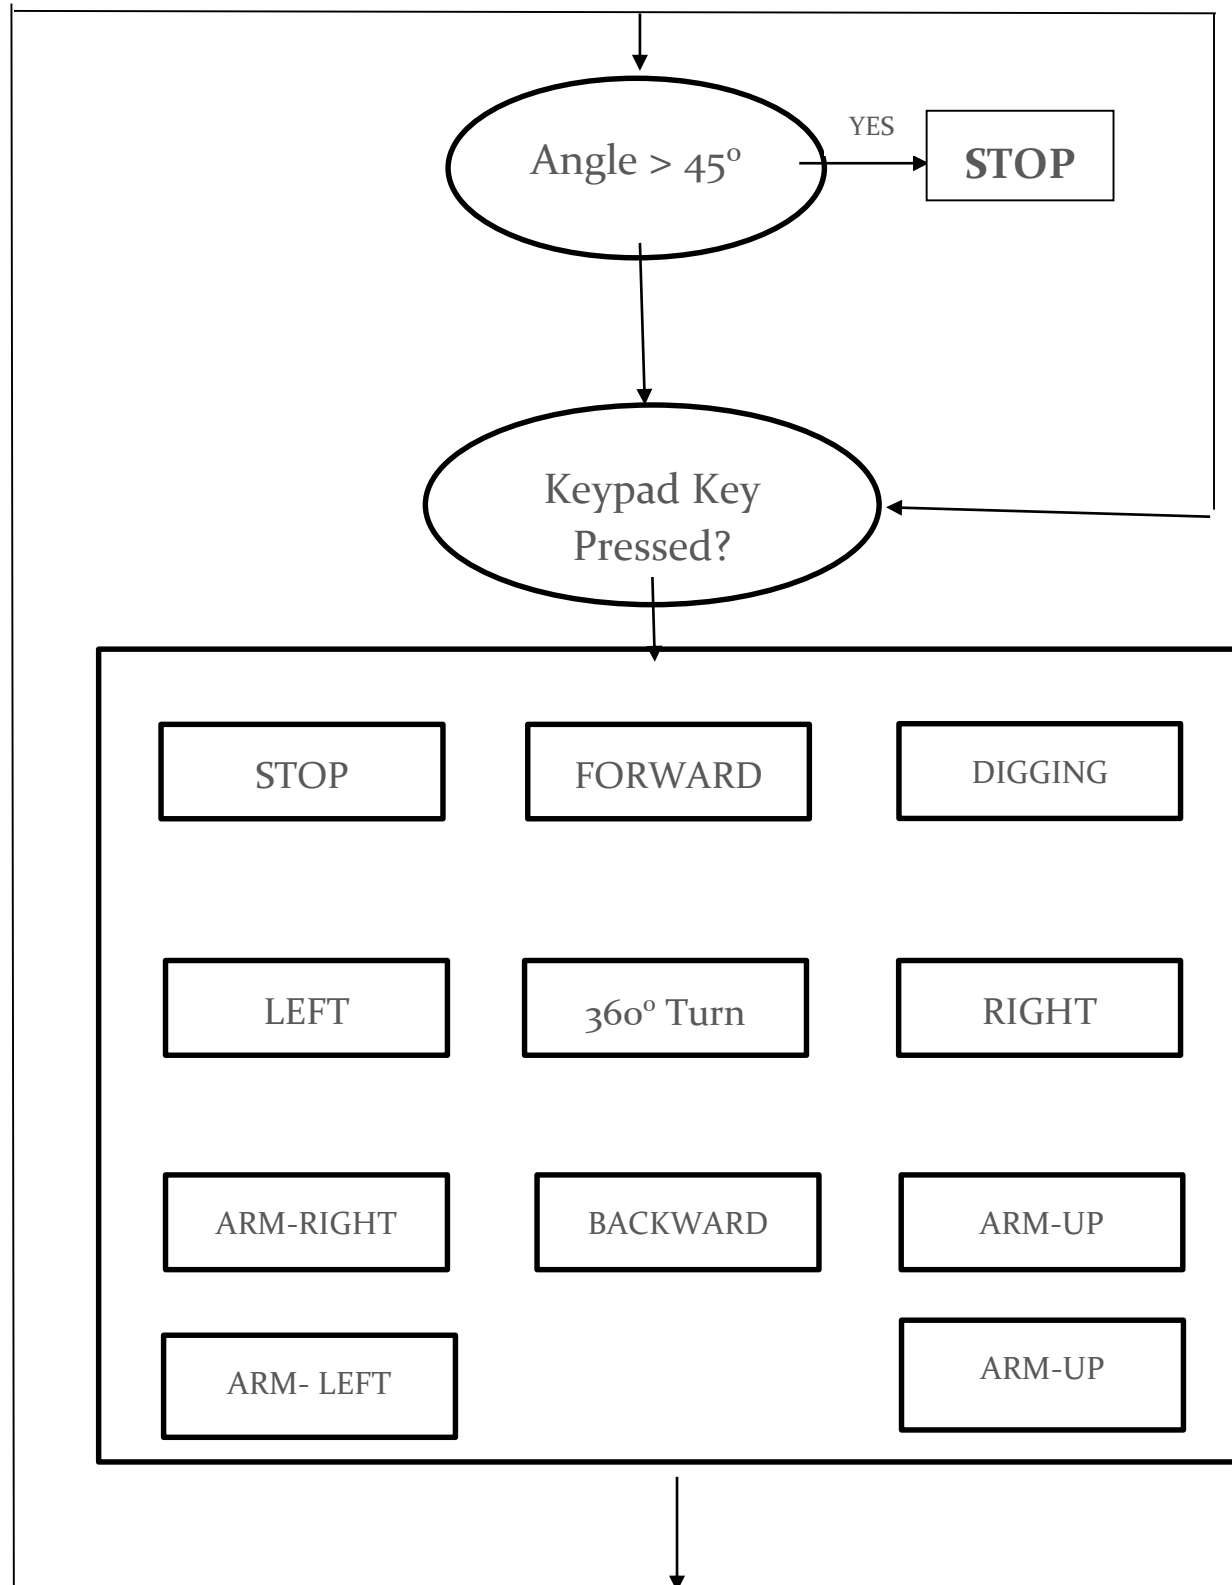 Angle > 45º
YES
STOP
Keypad Key
Pressed?
STOP
FORWARD
DIGGING
LEFT
360º Turn
RIGHT
ARM-RIGHT
BACKWARD
ARM-UP
ARM- LEFT
ARM-UP